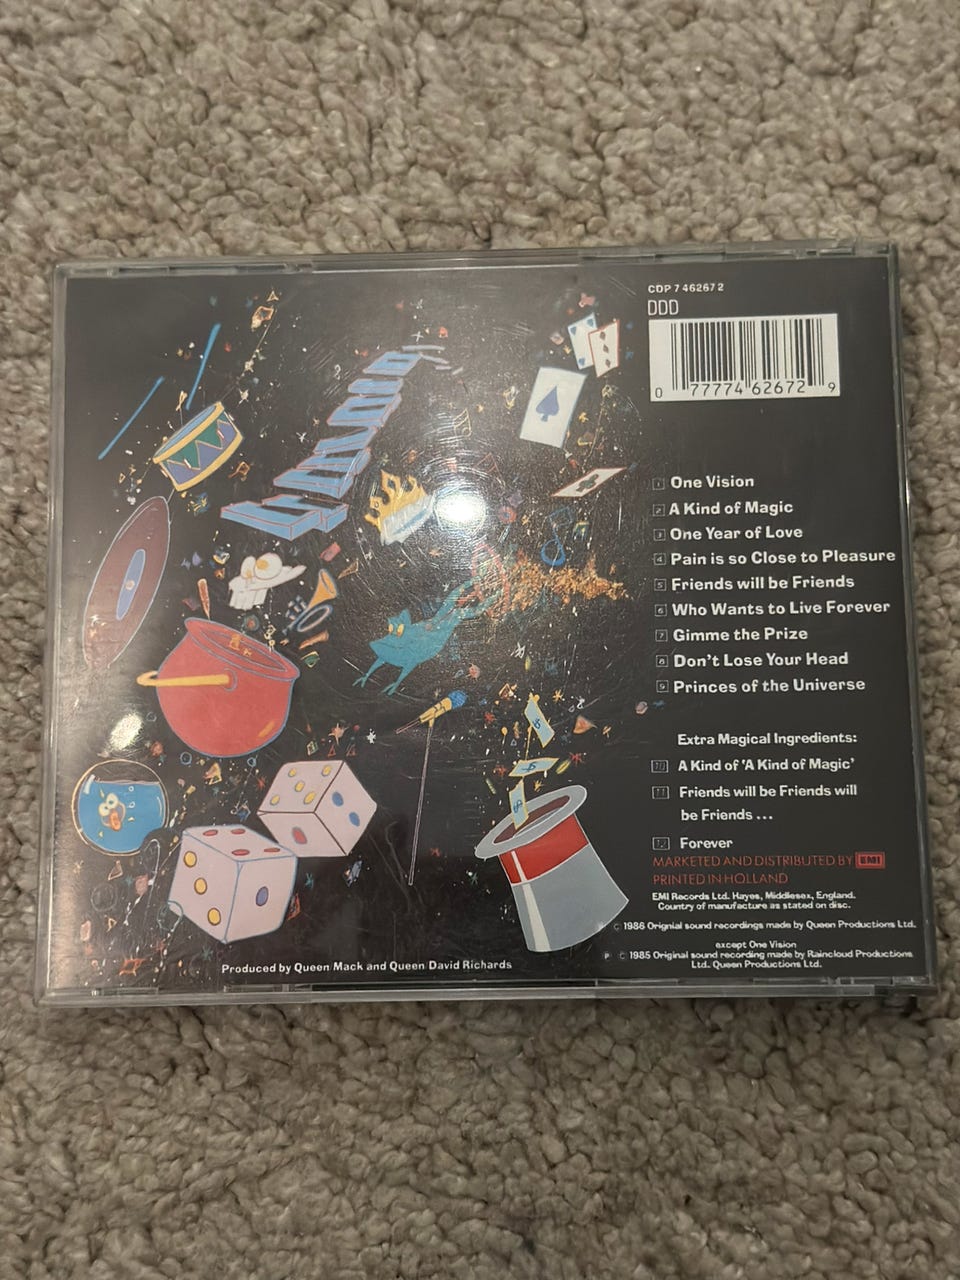 CDP 7 46267 2
DDD
0 77774 62672 9
1 One Vision
2 A Kind of Magic
3 One Year of Love
4 Pain is so Close to Pleasure
5 Friends will be Friends
6 Who Wants to Live Forever
7 Gimme the Prize
8 Don't Lose Your Head
9 Princes of the Universe
Extra Magical Ingredients:
10 A Kind of 'A Kind of Magic'
11 Friends will be Friends will
be Friends ...
12 Forever
MARKETED AND DISTRIBUTED BY EMI
PRINTED IN HOLLAND
EMI Records Ltd. Hayes, Middlesex, England.
Country of manufacture as stated on disc.
© 1986 Orignial sound recordings made by Queen Productions Ltd.
except One Vision
℗ © 1985 Original sound recording made by Raincloud Productions
Ltd. Queen Productions Ltd.
Produced by Queen/Mack and Queen/David Richards